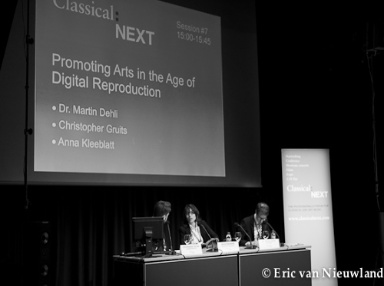 Classical:
NEXT
Session #7
15:00-15:45
Promoting Arts in the Age of
Digital Reproduction
• Dr. Martin Dehli
• Christopher Gruits
• Anna Kleeblatt
Classical
:NEXT
© Eric van Nieuwland